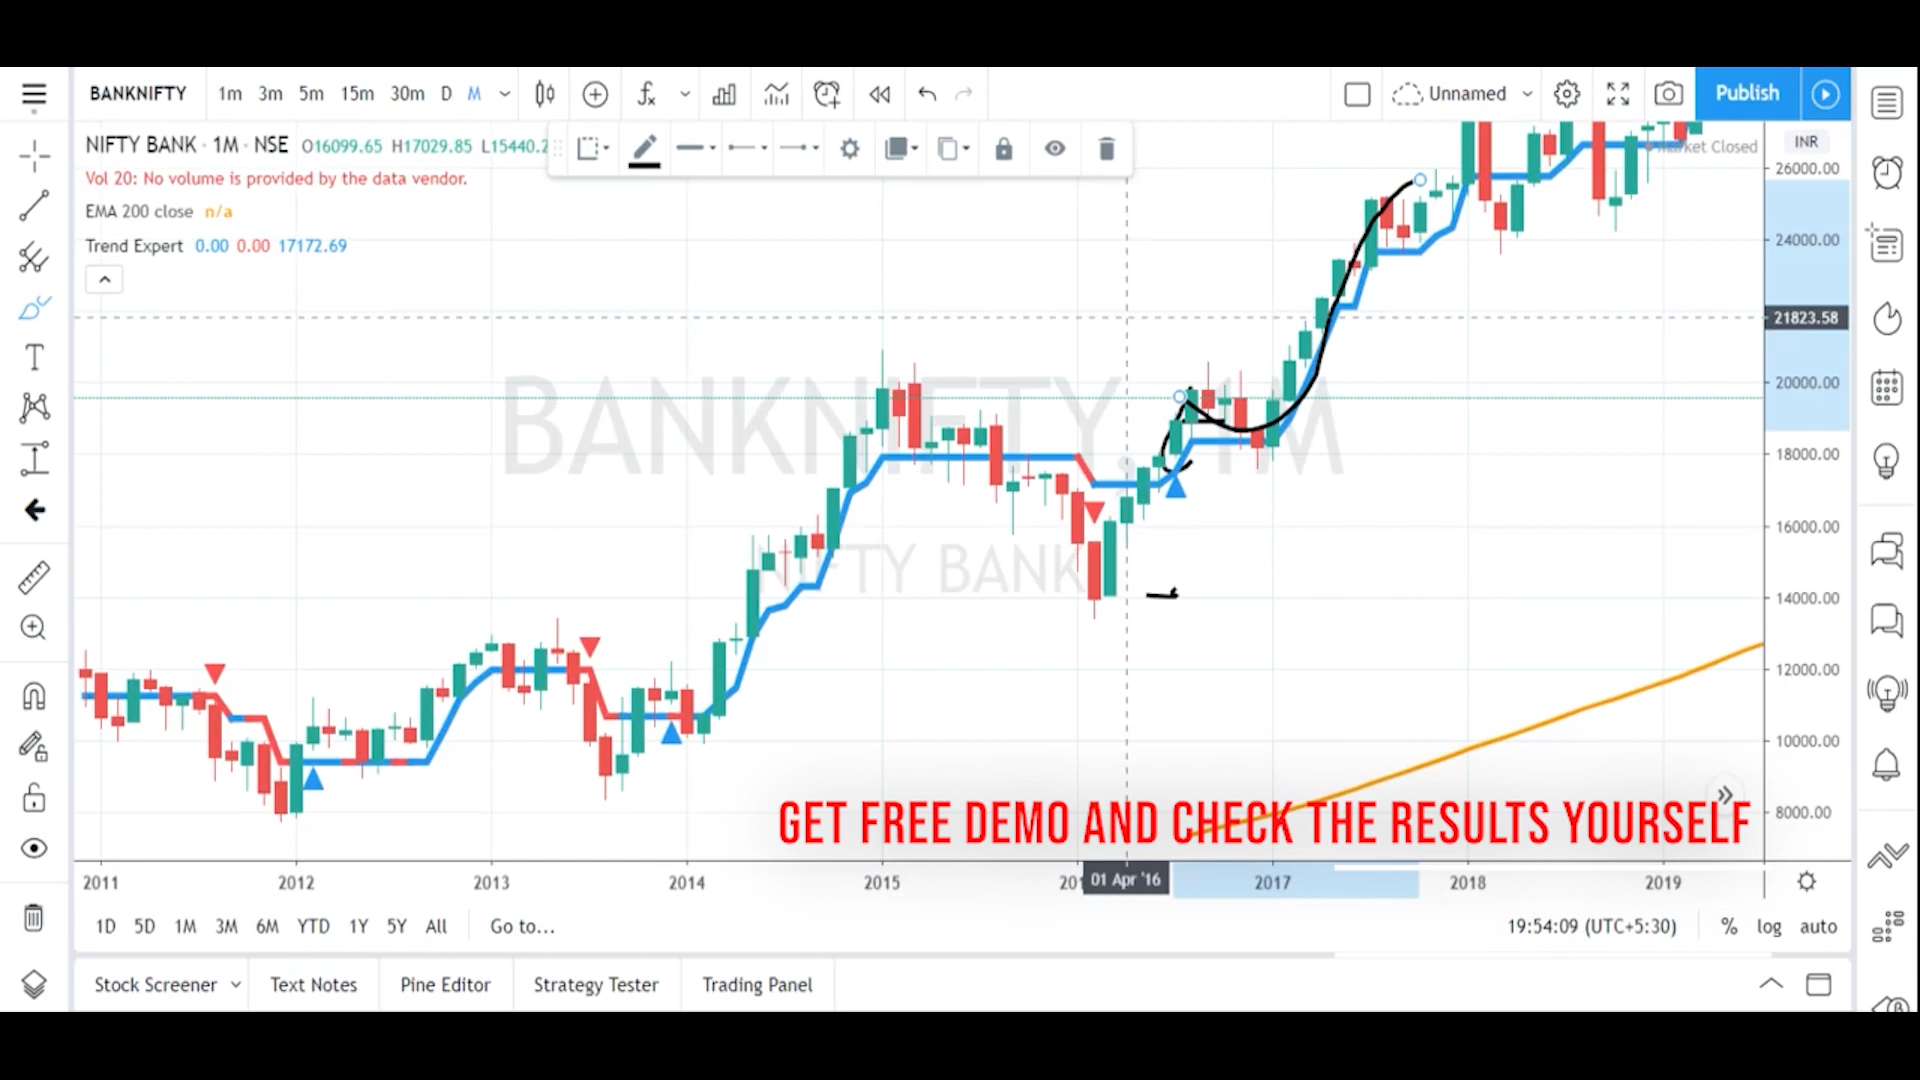 BANKNIFTY 1m 3m 5m 15m 30m D M Unnamed Publish
NIFTY BANK · 1M · NSE O16099.65 H17029.85 L15440.2
INR
Market Closed
Vol 20: No volume is provided by the data vendor.
EMA 200 close n/a
Trend Expert 0.00 0.00 17172.69
26000.00
24000.00
21823.58
20000.00
18000.00
16000.00
14000.00
12000.00
10000.00
8000.00
BANKNIFTY, 1M
NIFTY BANK
GET FREE DEMO AND CHECK THE RESULTS YOURSELF
2011 2012 2013 2014 2015 01 Apr '16 2017 2018 2019
1D 5D 1M 3M 6M YTD 1Y 5Y All Go to... 19:54:09 (UTC+5:30) % log auto
Stock Screener Text Notes Pine Editor Strategy Tester Trading Panel